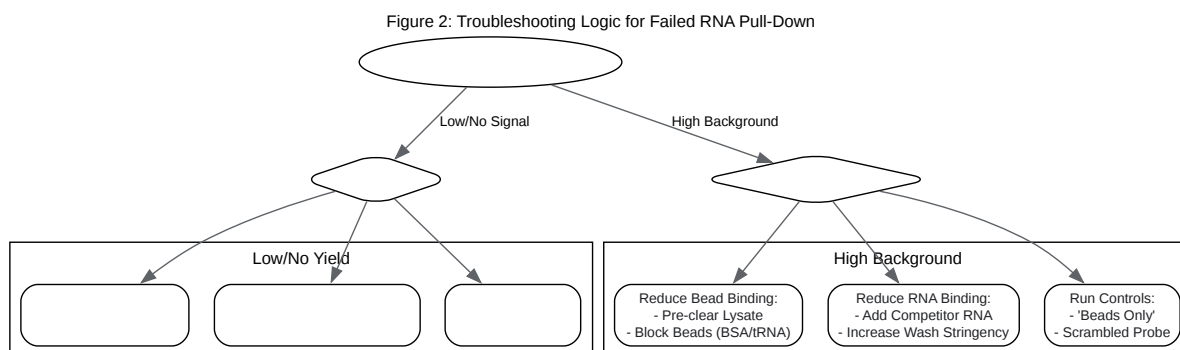 Figure 2: Troubleshooting Logic for Failed RNA Pull-Down
Low/No Signal
High Background
Low/No Yield
High Background
Reduce Bead Binding:
- Pre-clear Lysate
- Block Beads (BSA/tRNA)
Reduce RNA Binding:
- Add Competitor RNA
- Increase Wash Stringency
Run Controls:
- 'Beads Only'
- Scrambled Probe